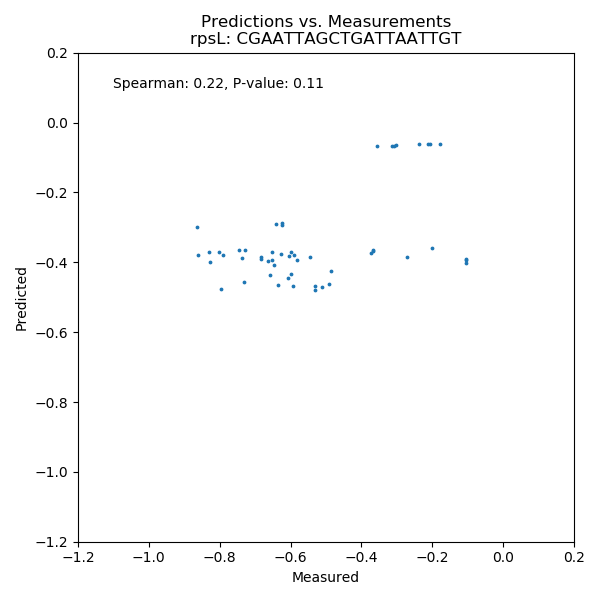 Predictions vs. Measurements
rpsL: CGAATTAGCTGATTAATTGT
Spearman: 0.22, P-value: 0.11
0.2
0.0
−0.2
−0.4
−0.6
−0.8
−1.0
−1.2
Predicted
−1.2 −1.0 −0.8 −0.6 −0.4 −0.2 0.0 0.2
Measured